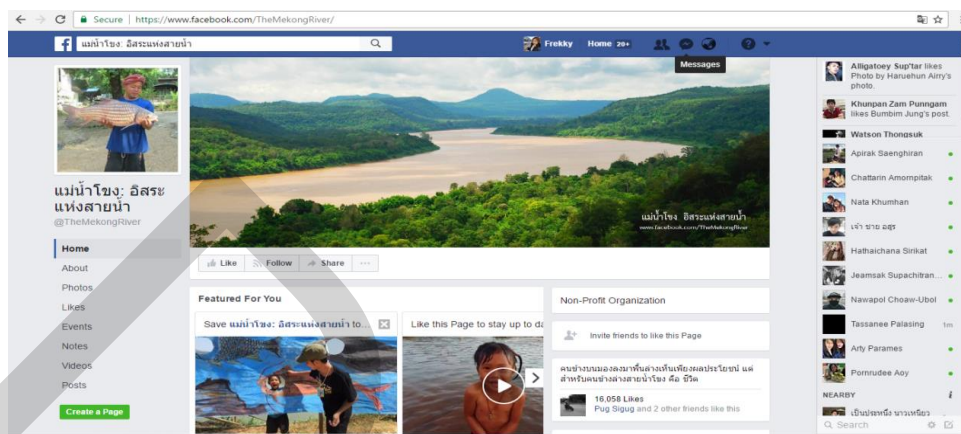 Secure | https://www.facebook.com/TheMekongRiver/
แม่น้ำโขง: อิสระแห่งสายน้ำ
Frekky Home 20+
Messages
แม่น้ำโขง: อิสระ
แห่งสายน้ำ
@TheMekongRiver
Home
About
Photos
Likes
Events
Notes
Videos
Posts
Create a Page
แม่น้ำโขง อิสระแห่งสายน้ำ
www.facebook.com/TheMekongRiver
Like Follow Share
Featured For You
Save แม่น้ำโขง: อิสระแห่งสายน้ำ to...
Like this Page to stay up to da
Non-Profit Organization
Invite friends to like this Page
คนข้างบนมองลงมาพื้นล่างเห็นเพียงผลประโยชน์ แต่
สำหรับคนข้างล่างสายน้ำโขง คือ ชีวิต
16,058 Likes
Pug Sigug and 2 other friends like this
Alligatoey Sup'tar likes
Photo by Haruehun Airry's
photo.
Khunpan Zam Punngam
likes Bumbim Jung's post.
Watson Thongsuk
Apirak Saenghiran
Chattarin Amornpitak
Nata Khumhan
เจ้า ชาย อสูร
Hathaichana Sirikat
Jeamsak Supachitran...
Nawapol Choaw-Ubol
Tassanee Palasing 1m
Arty Parames
Pornrudee Aoy
NEARBY
Search